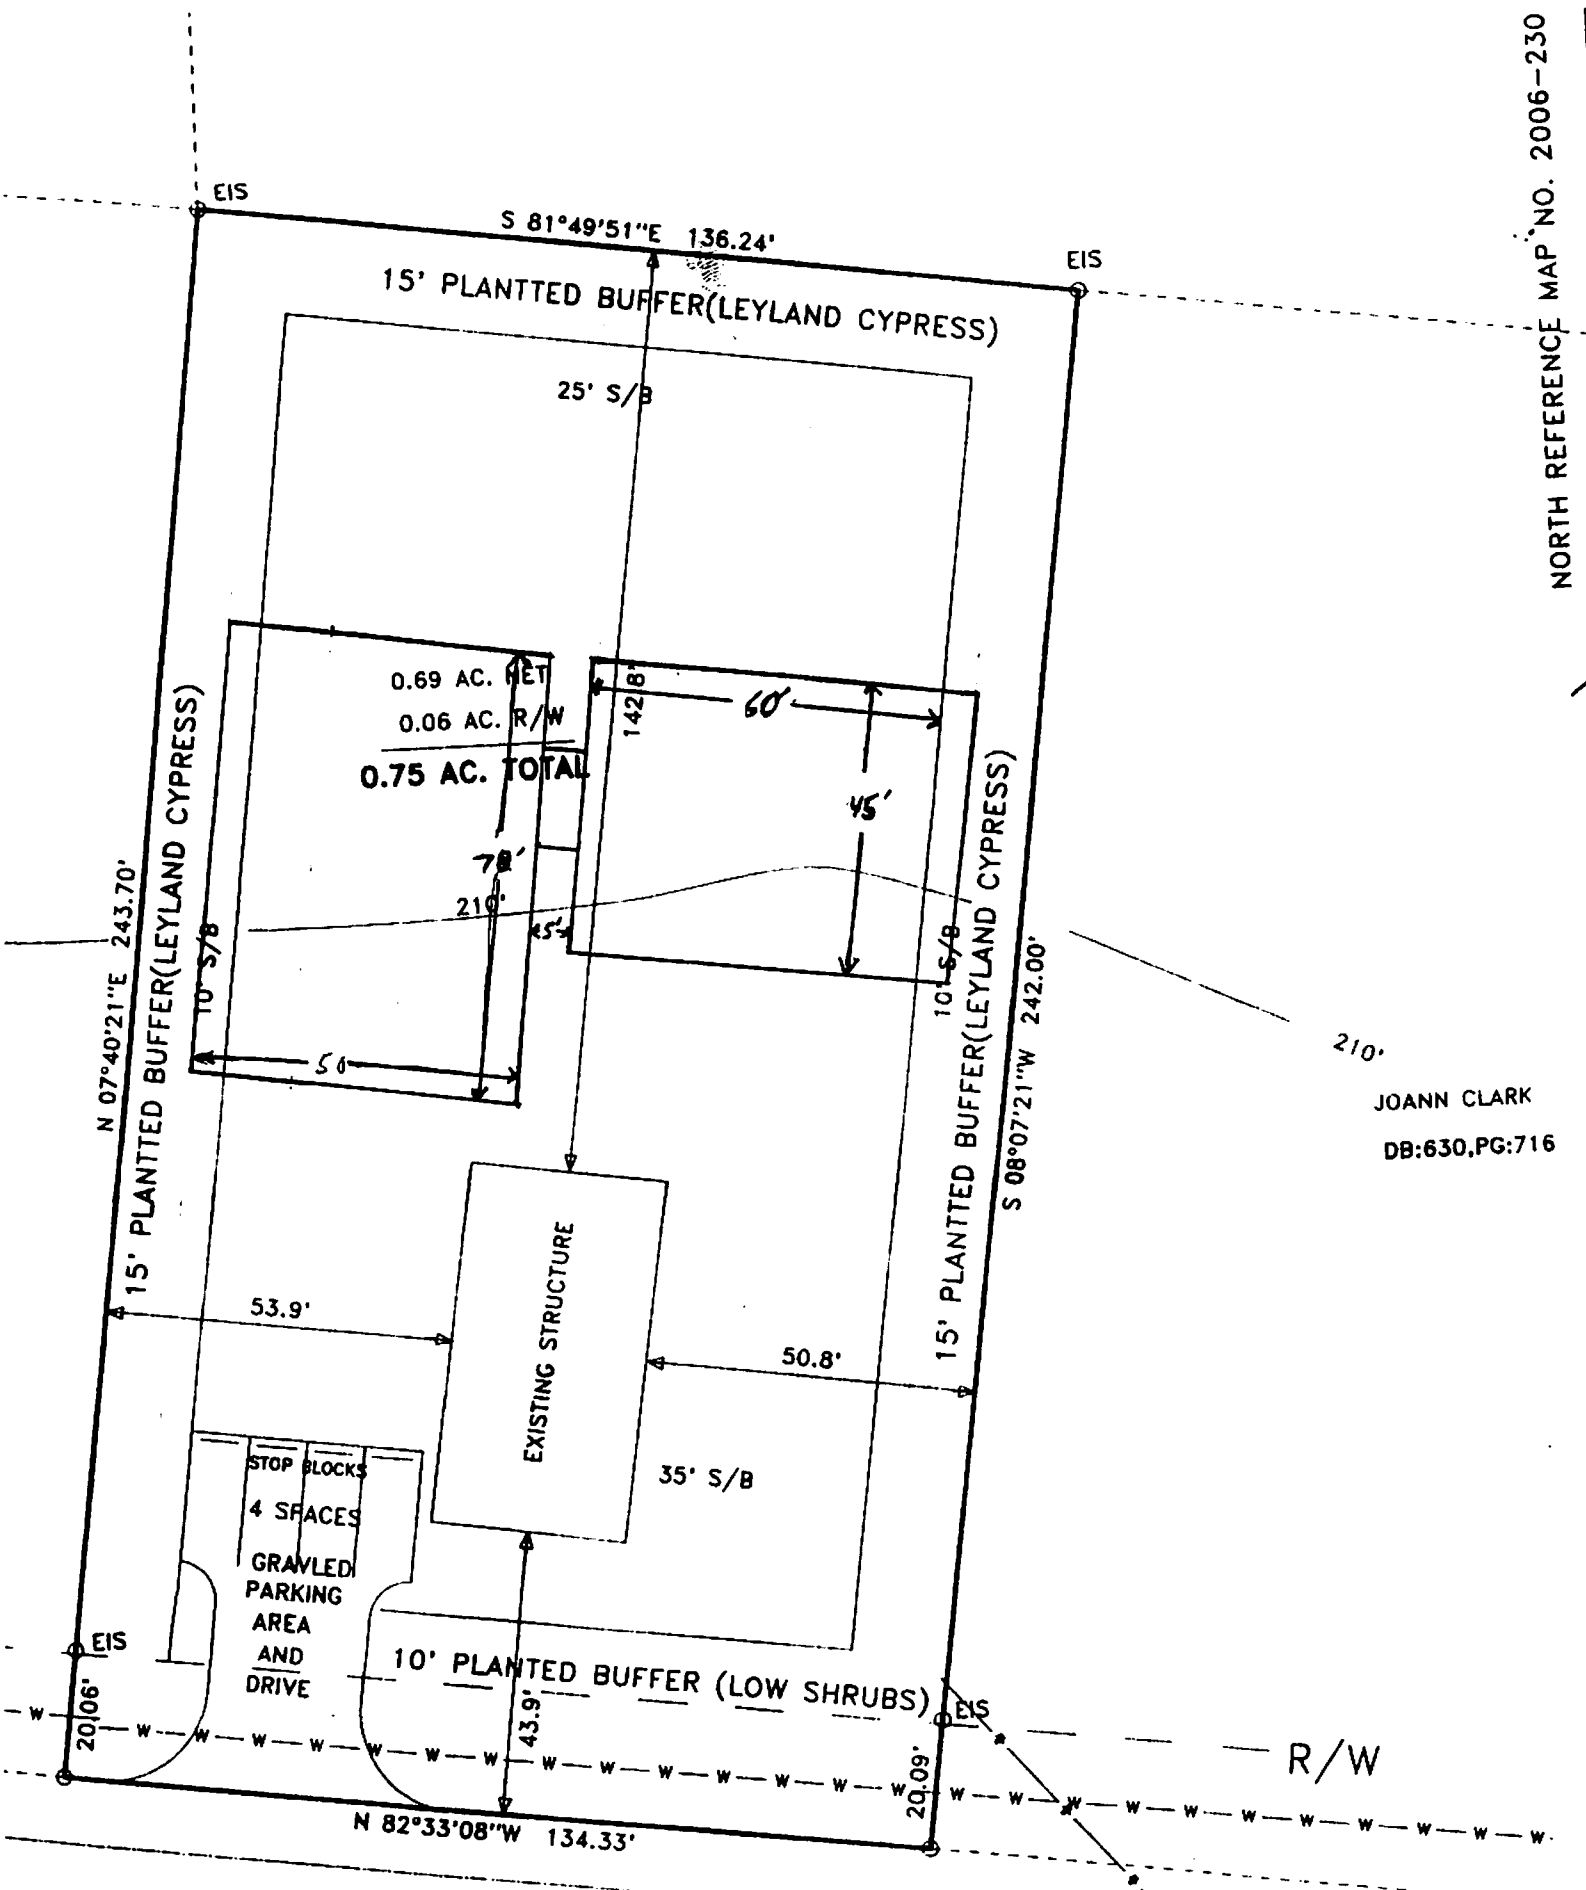 NORTH REFERENCE MAP NO. 2006-230
EIS
S 81°49'51"E 136.24'
EIS
15' PLANTTED BUFFER(LEYLAND CYPRESS)
25' S/B
0.69 AC. NET
0.06 AC. R/W
0.75 AC. TOTAL
142.8'
60'
45'
78'
210'
5'
50
10' S/B
10' S/B
N 07°40'21"E 243.70'
15' PLANTTED BUFFER(LEYLAND CYPRESS)
15' PLANTTED BUFFER(LEYLAND CYPRESS)
S 08°07'21"W 242.00'
210'
JOANN CLARK
DB:630,PG:716
53.9'
EXISTING STRUCTURE
50.8'
35' S/B
STOP BLOCKS
4 SPACES
GRAVLED
PARKING
AREA
AND
DRIVE
EIS
10' PLANTED BUFFER (LOW SHRUBS)
EIS
20.06'
43.9'
20.09'
R/W
W W W W W W W W W W W W W W W W W W W W W W W W W W
N 82°33'08"W 134.33'